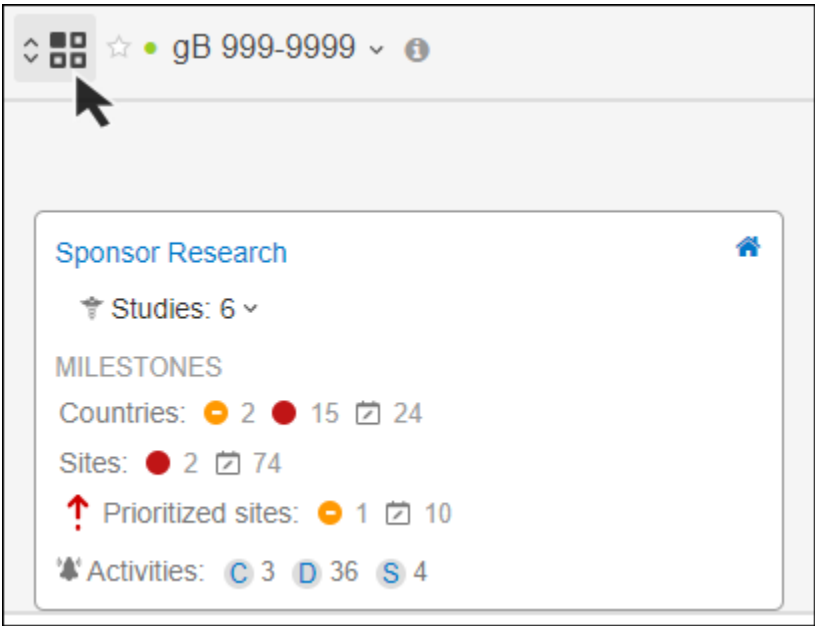 gB 999-9999
Sponsor Research
Studies: 6
MILESTONES
Countries: 2 15 24
Sites: 2 74
Prioritized sites: 1 10
Activities: C 3 D 36 S 4